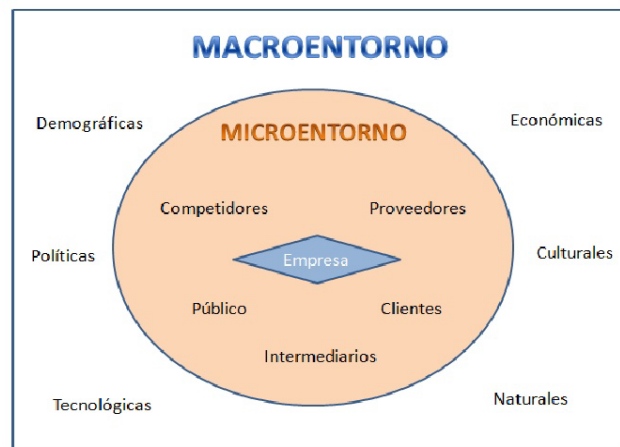 MACROENTORNO
Demográficas
Económicas
MICROENTORNO
Competidores
Proveedores
Políticas
Empresa
Culturales
Público
Clientes
Intermediarios
Tecnológicas
Naturales